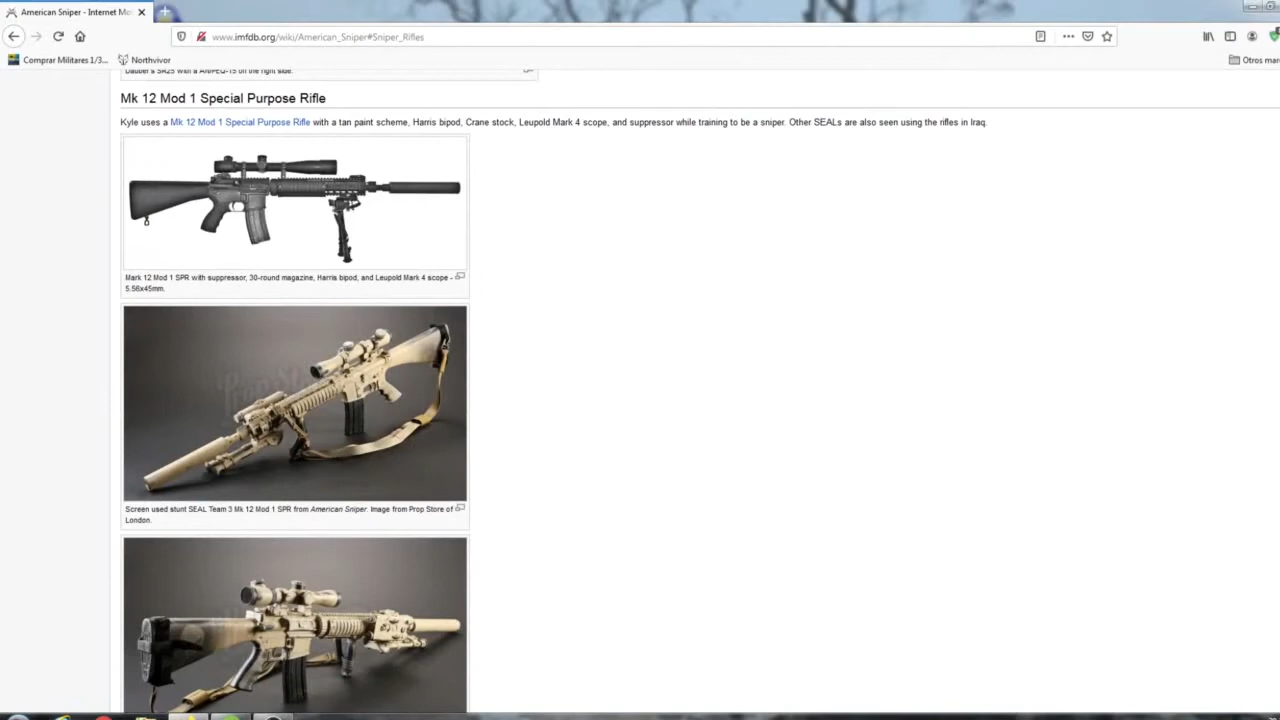 American Sniper - Internet Mo
www.imfdb.org/wiki/American_Sniper#Sniper_Rifles
Comprar Militares 1/3... Northvivor Otros mar
Dauber's SR25 with a AN/PEQ-15 on the right side.
Mk 12 Mod 1 Special Purpose Rifle
Kyle uses a Mk 12 Mod 1 Special Purpose Rifle with a tan paint scheme, Harris bipod, Crane stock, Leupold Mark 4 scope, and suppressor while training to be a sniper. Other SEALs are also seen using the rifles in Iraq.
Mark 12 Mod 1 SPR with suppressor, 30-round magazine, Harris bipod, and Leupold Mark 4 scope -
5.56x45mm.
Screen used stunt SEAL Team 3 Mk 12 Mod 1 SPR from American Sniper. Image from Prop Store of
London.